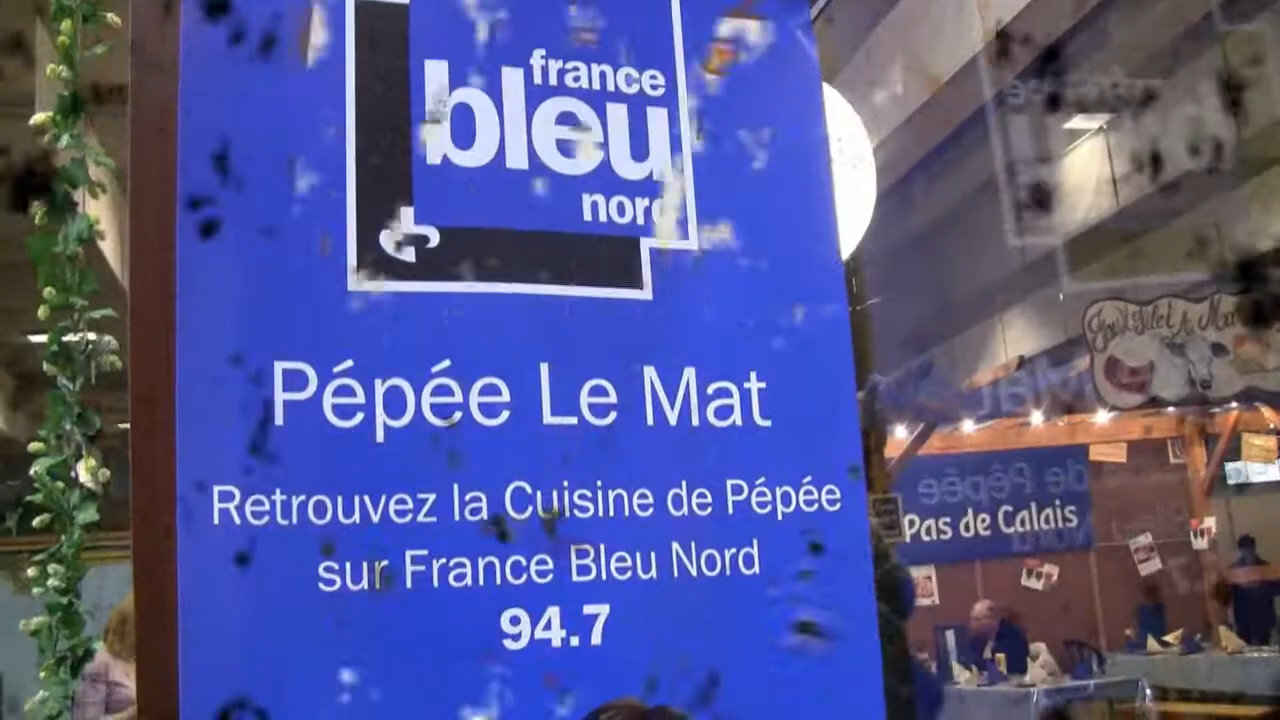 france
bleu
nord
Pépée Le Mat
Retrouvez la Cuisine de Pépée
sur France Bleu Nord
94.7
Pas de Calais